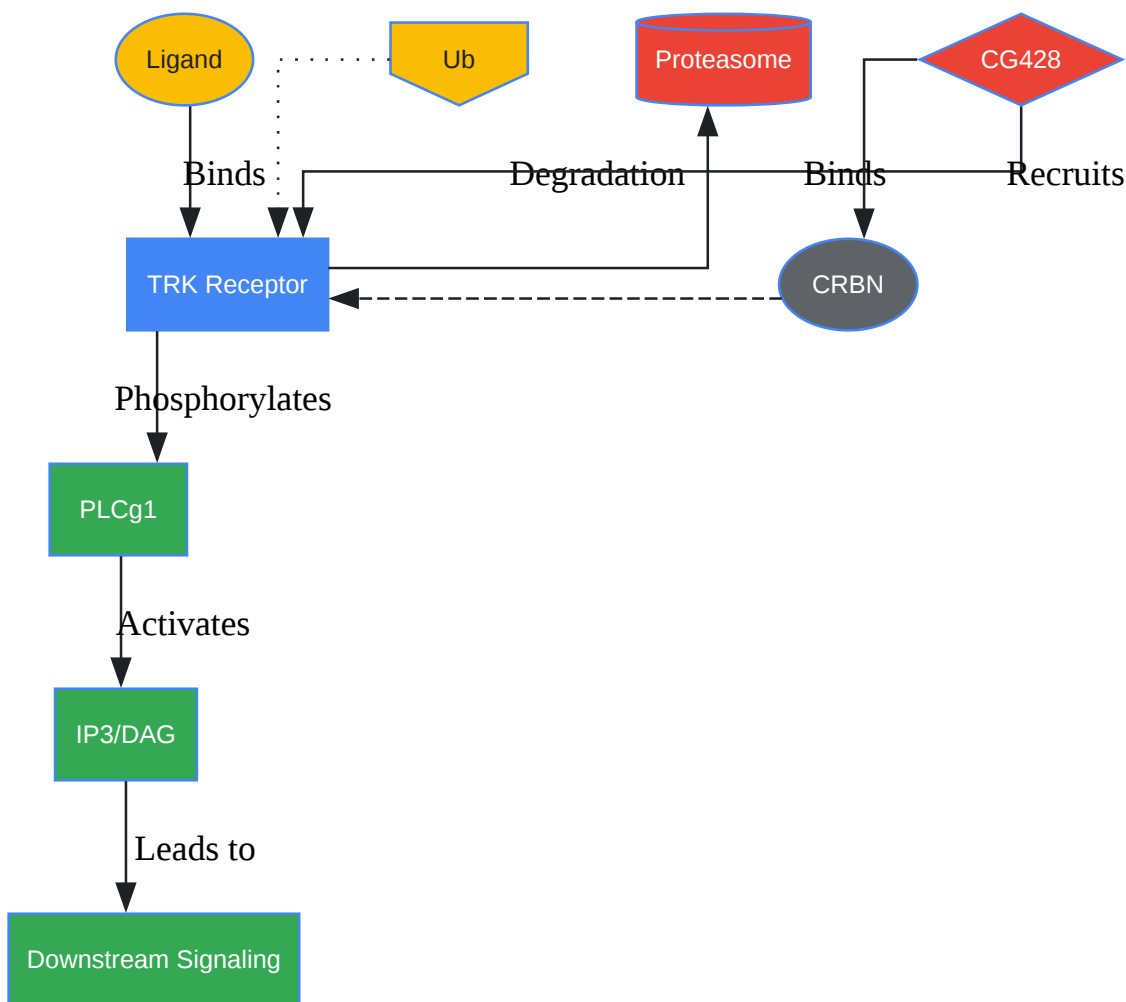 Ligand
Ub
Proteasome
CG428
Binds
Degradation
Binds
Recruits
TRK Receptor
CRBN
Phosphorylates
PLCg1
Activates
IP3/DAG
Leads to
Downstream Signaling